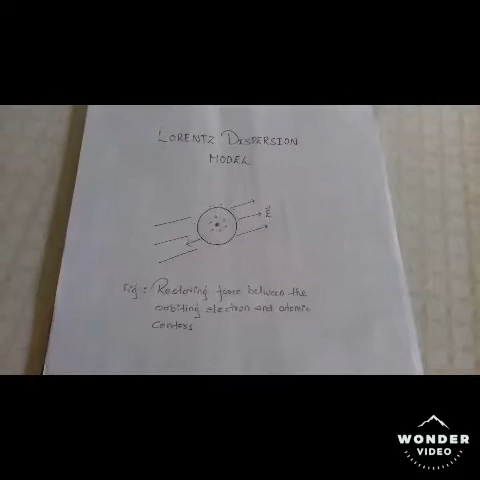 LORENTZ DISPERSION
MODEL
E
Fig: Restoring force between the
orbiting electron and atomic
centers
WONDER
VIDEO